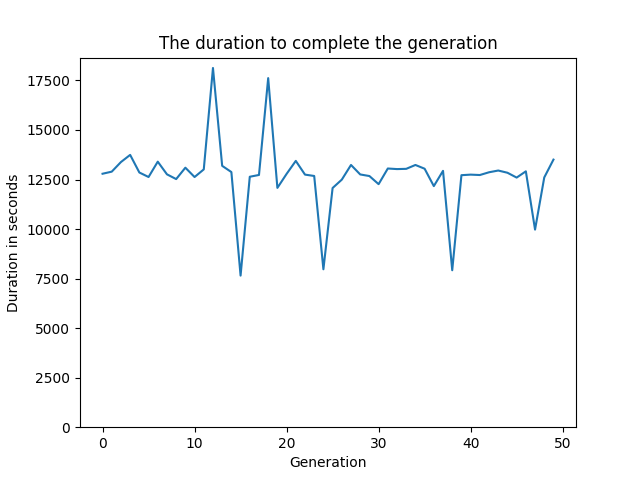 The duration to complete the generation
17500
15000
12500
10000
7500
5000
2500
0
Duration in seconds
0 10 20 30 40 50
Generation